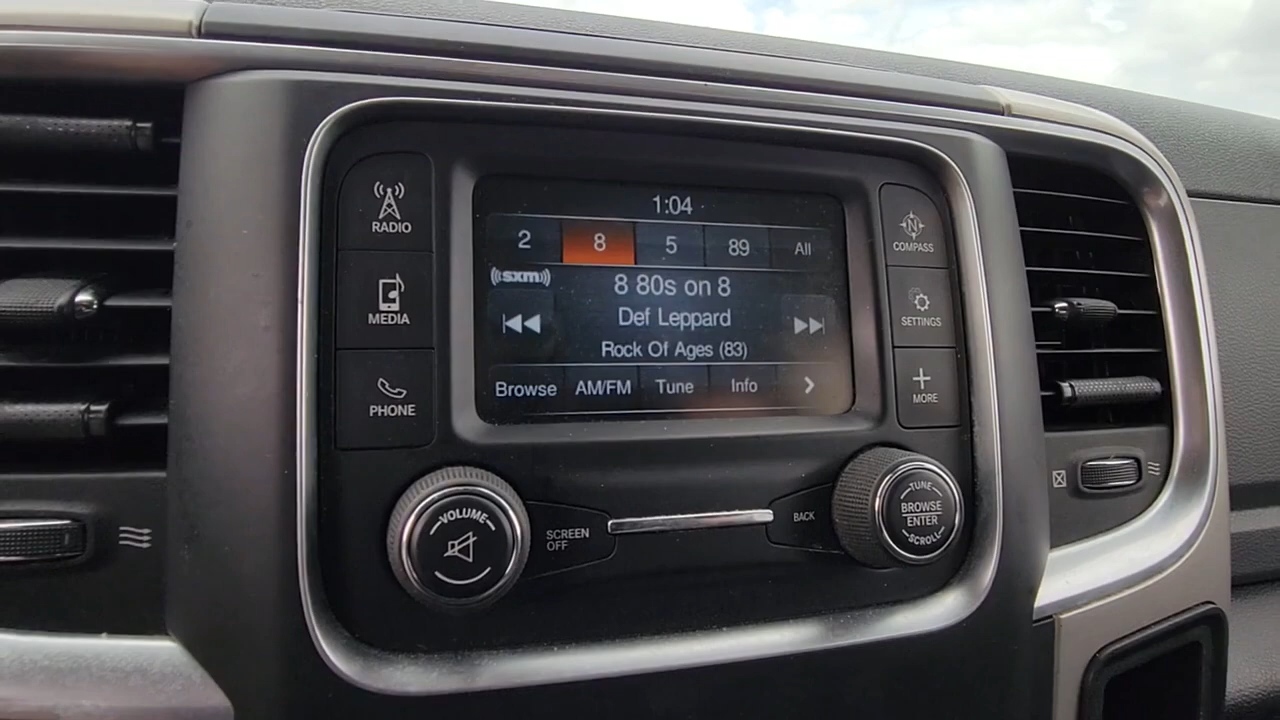 1:04
2 8 5 89 All
((sxm))
8 80s on 8
Def Leppard
Rock Of Ages (83)
Browse AM/FM Tune Info >
RADIO
MEDIA
PHONE
N
COMPASS
SETTINGS
+
MORE
VOLUME
SCREEN
OFF
BACK
TUNE
BROWSE
ENTER
SCROLL